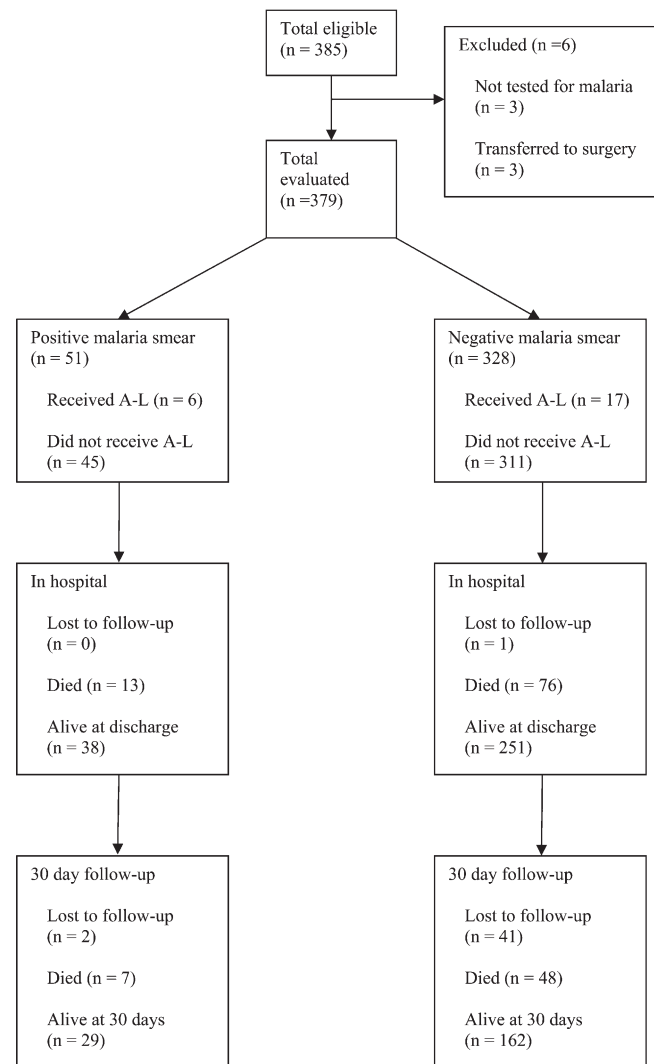 Total eligible
(n = 385)
Excluded (n =6)
Not tested for malaria
(n = 3)
Transferred to surgery
(n = 3)
Total
evaluated
(n =379)
Positive malaria smear
(n = 51)
Received A-L (n = 6)
Did not receive A-L
(n = 45)
Negative malaria smear
(n = 328)
Received A-L (n = 17)
Did not receive A-L
(n = 311)
In hospital
Lost to follow-up
(n = 0)
Died (n = 13)
Alive at discharge
(n = 38)
In hospital
Lost to follow-up
(n = 1)
Died (n = 76)
Alive at discharge
(n = 251)
30 day follow-up
Lost to follow-up
(n = 2)
Died (n = 7)
Alive at 30 days
(n = 29)
30 day follow-up
Lost to follow-up
(n = 41)
Died (n = 48)
Alive at 30 days
(n = 162)